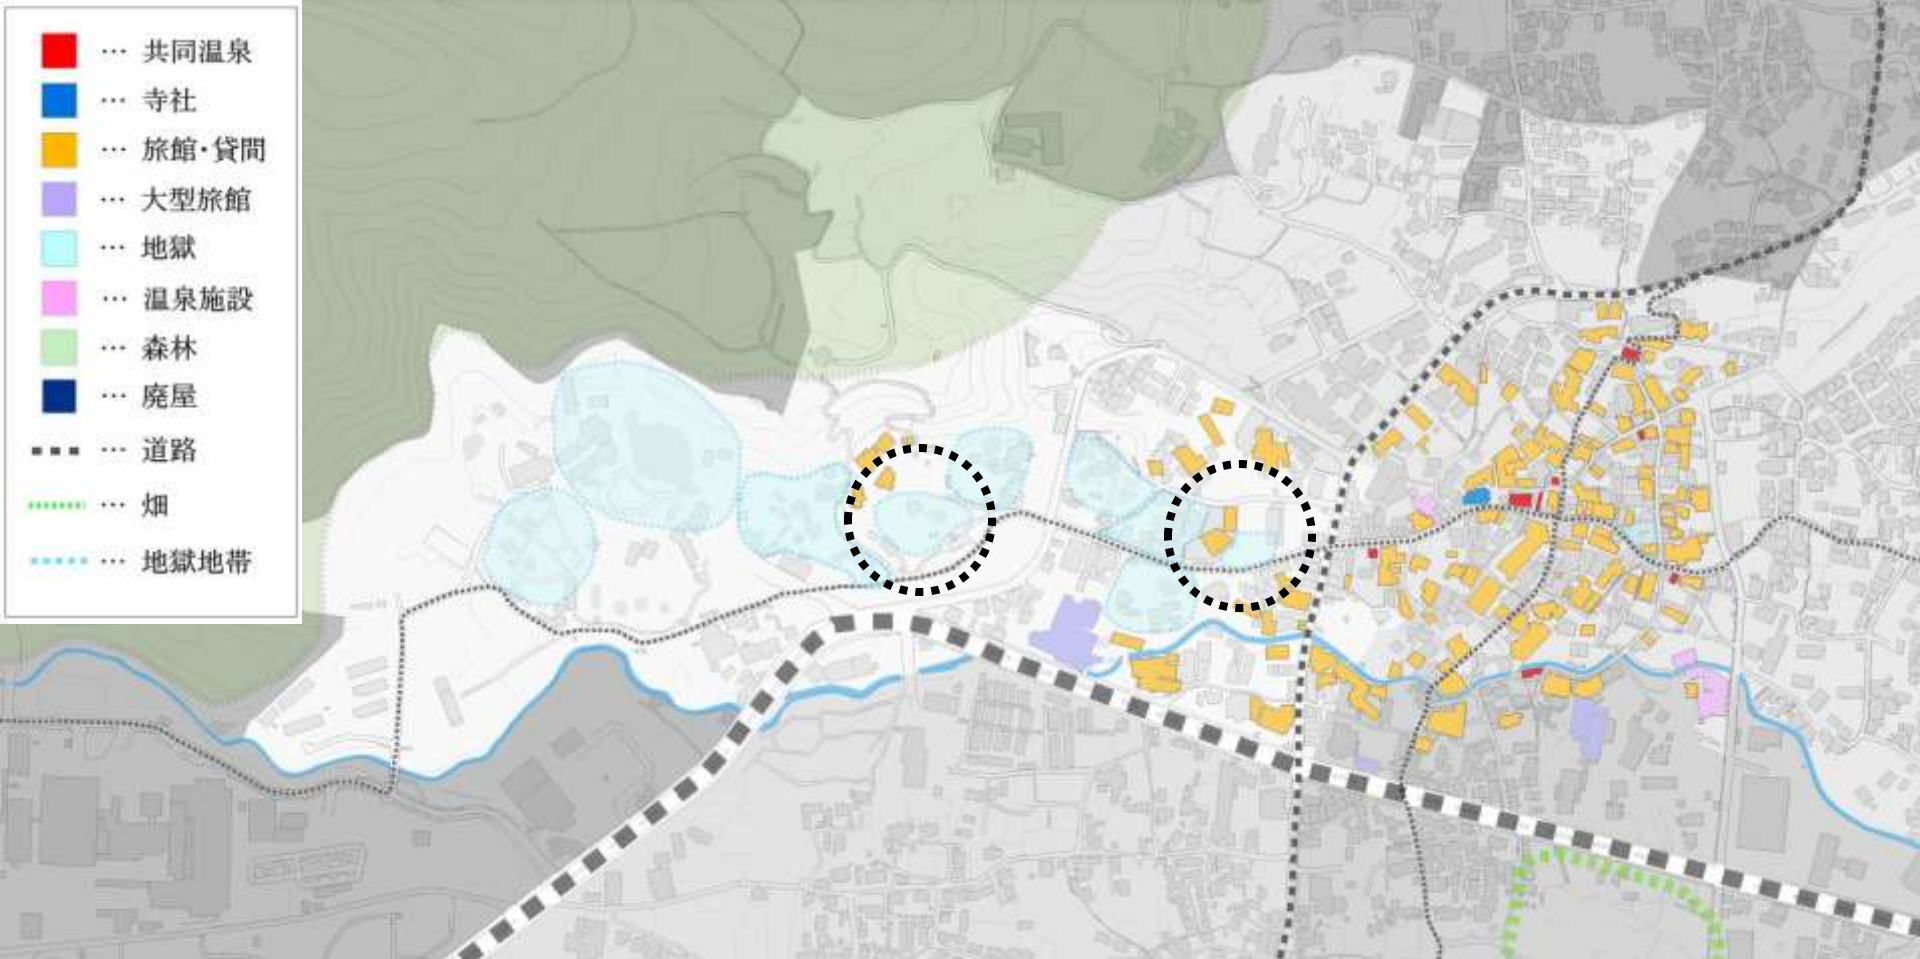 … 共同温泉
… 寺社
… 旅館・貸間
… 大型旅館
… 地獄
… 温泉施設
… 森林
… 廃屋
… 道路
… 畑
… 地獄地帯